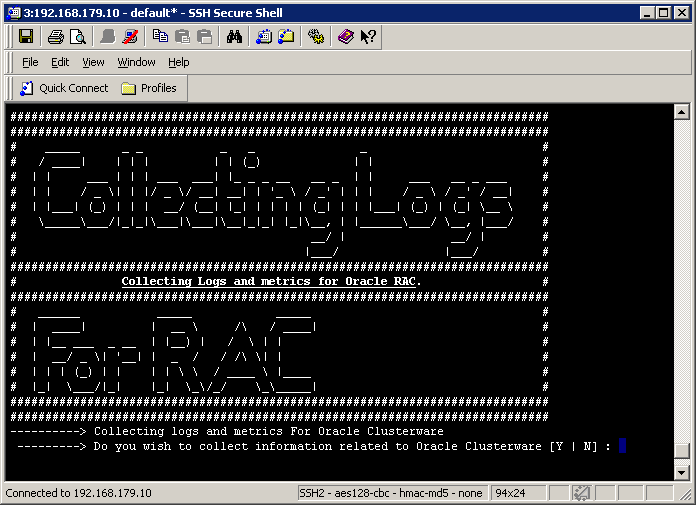 3:192.168.179.10 - default* - SSH Secure Shell
File Edit View Window Help
Quick Connect Profiles
##################################################################################
##################################################################################
Collecting Logs
##################################################################################
# Collecting Logs and metrics for Oracle RAC. #
##################################################################################
For RAC
##################################################################################
##################################################################################
----------> Collecting logs and metrics For Oracle Clusterware
----------> Do you wish to collect information related to Oracle Clusterware [Y | N] :
Connected to 192.168.179.10 SSH2 - aes128-cbc - hmac-md5 - none 94x24